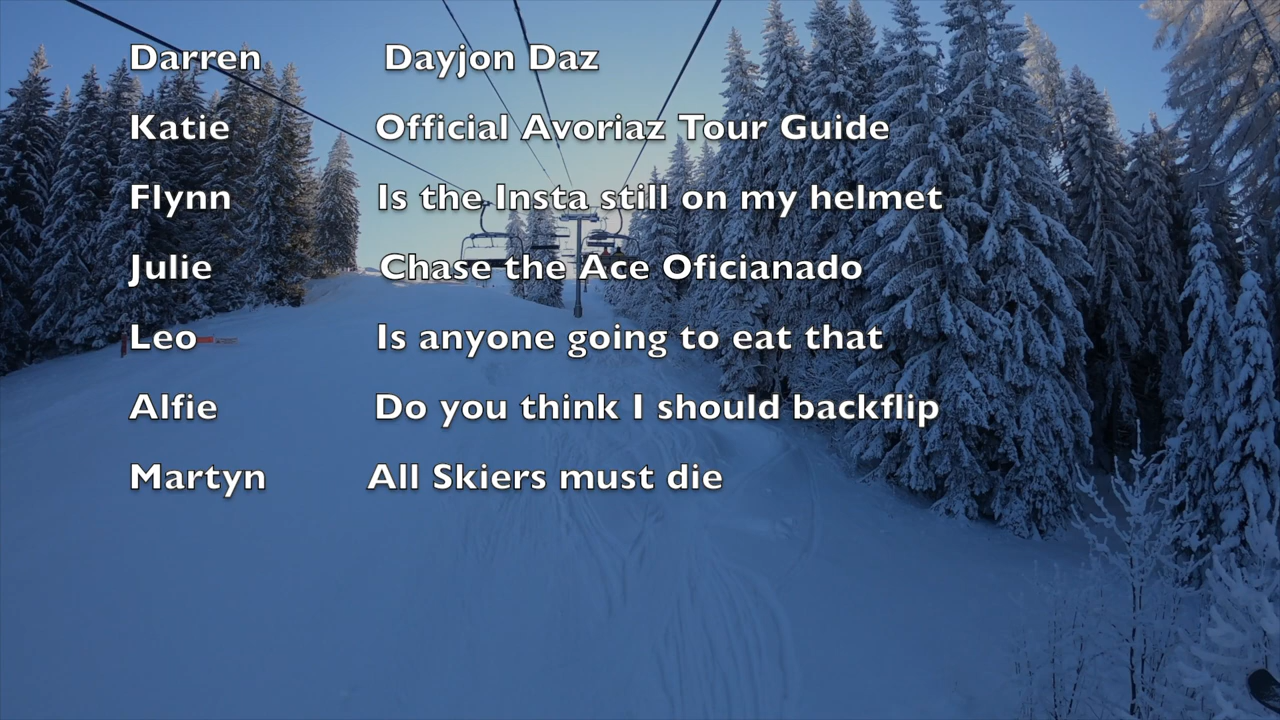 Darren Dayjon Daz
Katie Official Avoriaz Tour Guide
Flynn Is the Insta still on my helmet
Julie Chase the Ace Oficianado
Leo Is anyone going to eat that
Alfie Do you think I should backflip
Martyn All Skiers must die